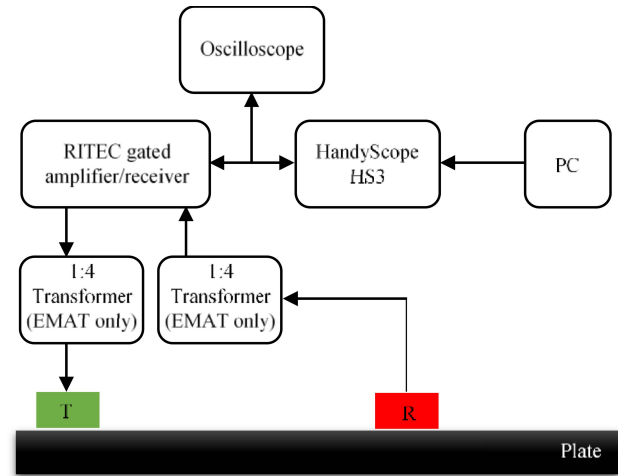 Oscilloscope
RITEC gated
amplifier/receiver
HandyScope
HS3
PC
1:4
Transformer
(EMAT only)
1:4
Transformer
(EMAT only)
T
R
Plate